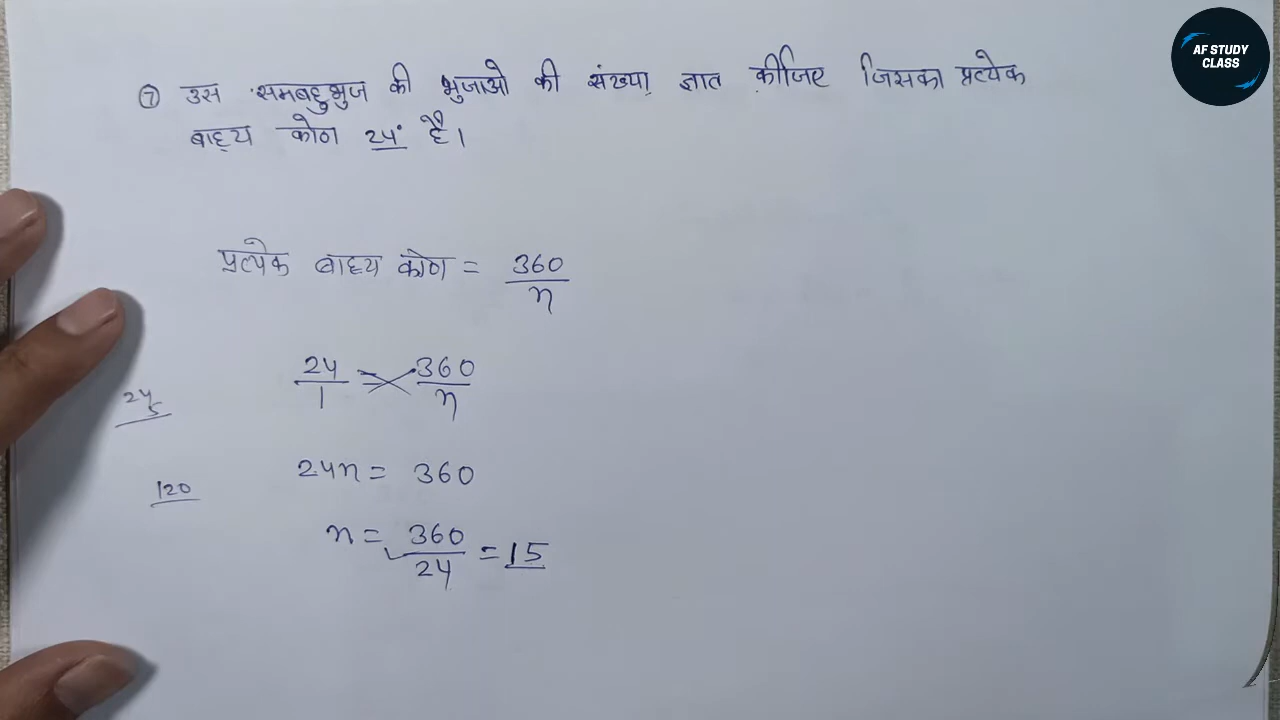 AF STUDY
CLASS
⑦ उस समबहुभुज की भुजाओ की संख्या ज्ञात कीजिए जिसका प्रत्येक
बाह्य कोण 24° है।
प्रत्येक बाह्य कोण = 360/n
24/1 = 360/n
24
5
24n = 360
120
n = 360/24 = 15